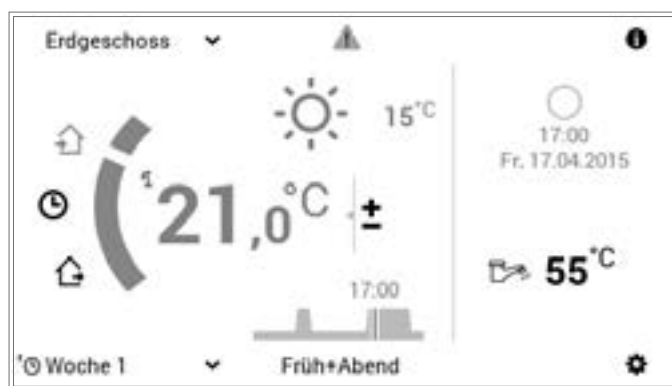 Erdgeschoss
15°C
17:00
Fr. 17.04.2015
21,0°C
±
55°C
17:00
Woche 1
Früh+Abend